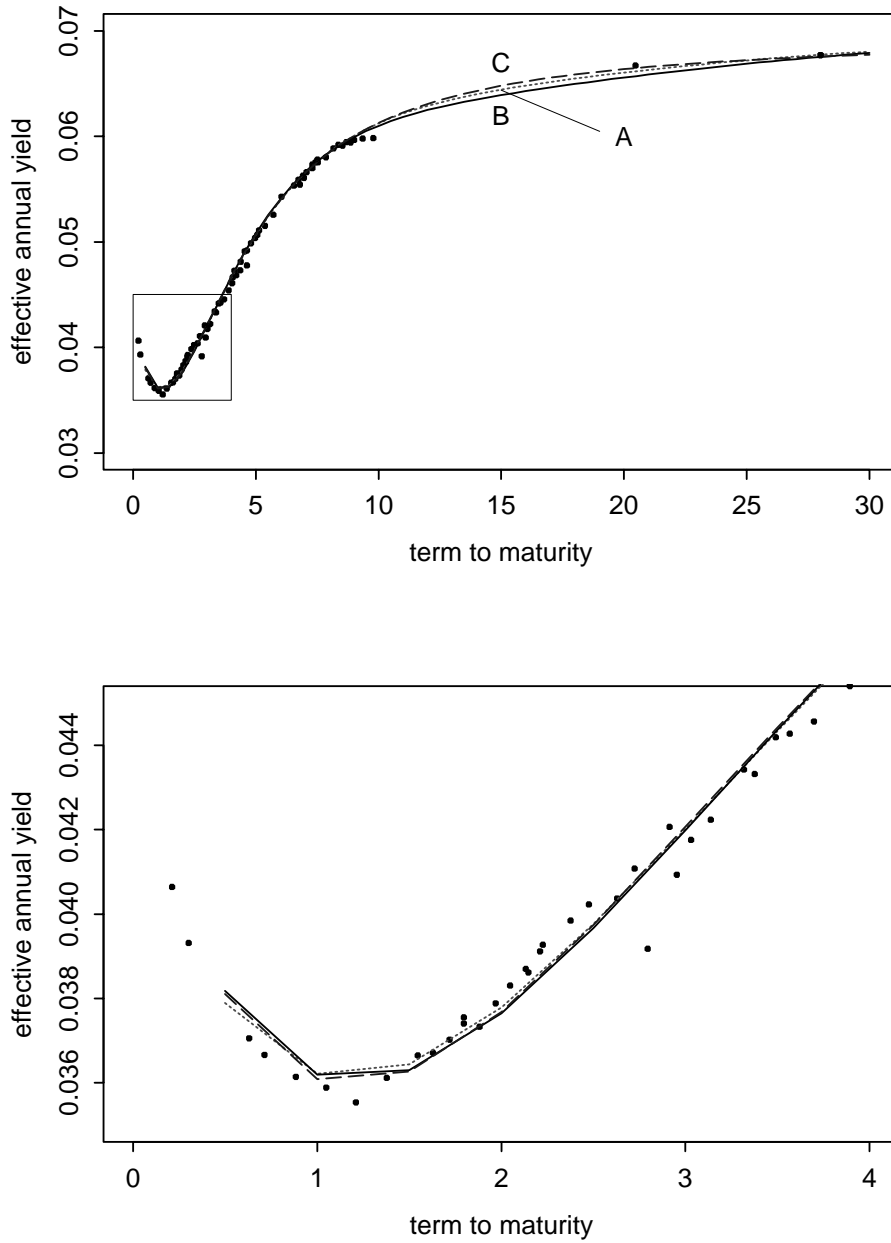 0.07
0.06
0.05
0.04
0.03
effective annual yield
C
B
A
0 5 10 15 20 25 30
term to maturity
0.044
0.042
0.040
0.038
0.036
effective annual yield
0 1 2 3 4
term to maturity